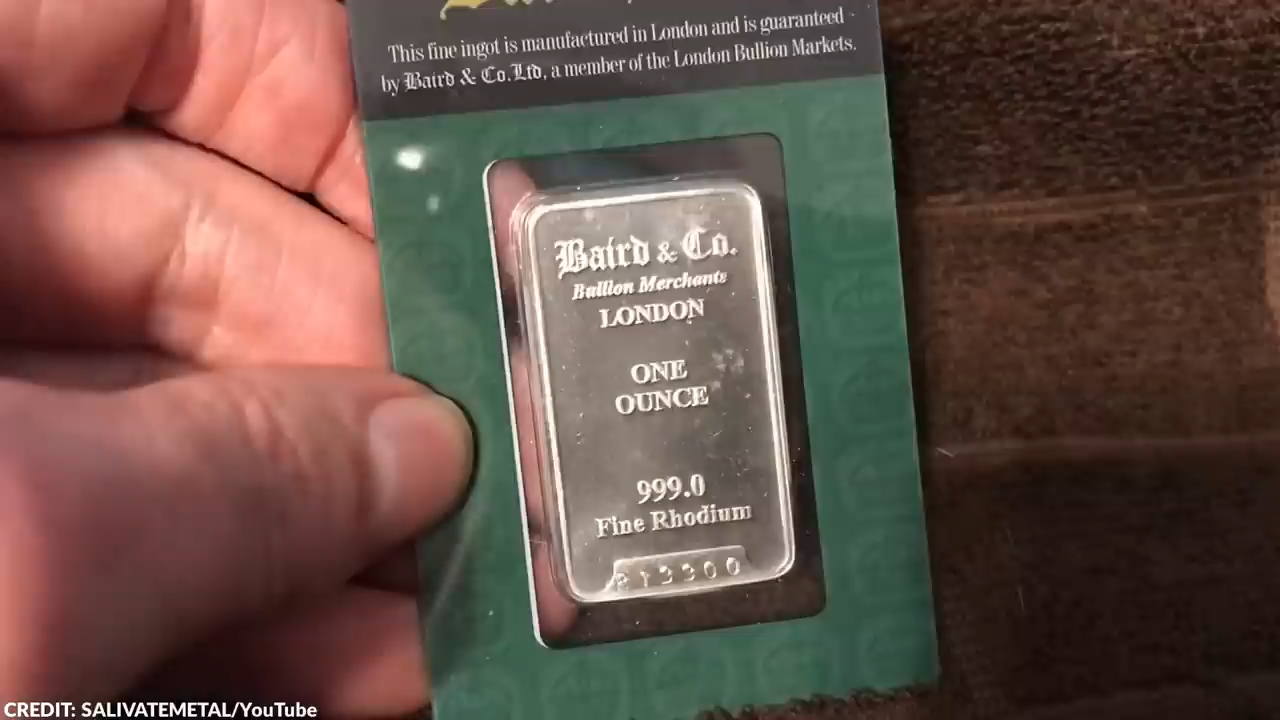 This fine ingot is manufactured in London and is guaranteed
by Baird & Co. Ltd, a member of the London Bullion Markets.
Baird & Co.
Bullion Merchants
LONDON
ONE
OUNCE
999.0
Fine Rhodium
CREDIT: SALIVATEMETAL/YouTube